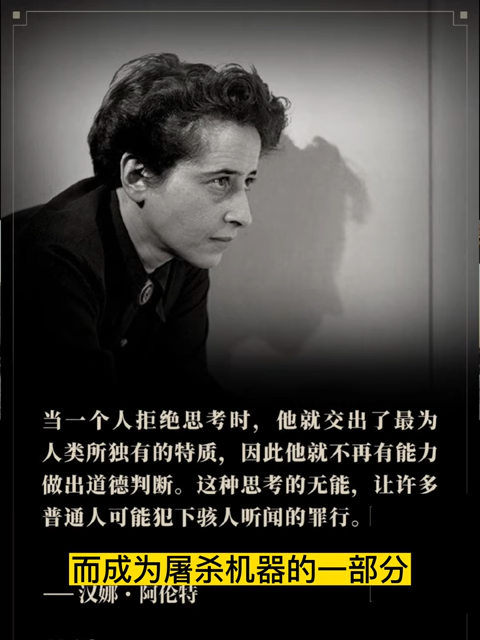 当一个人拒绝思考时，他就交出了最为
人类所独有的特质，因此他就不再有能力
做出道德判断。这种思考的无能，让许多
普通人可能犯下骇人听闻的罪行。
而成为屠杀机器的一部分
——汉娜·阿伦特